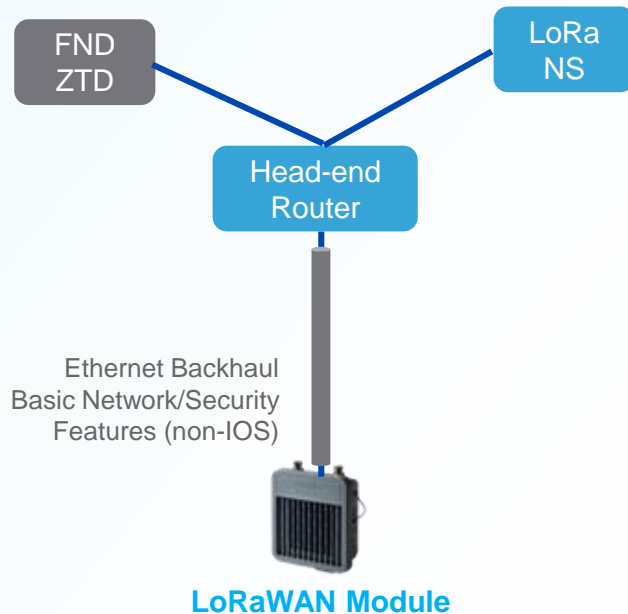 FND
ZTD
LoRa
NS
Head-end
Router
Ethernet Backhaul
Basic Network/Security
Features (non-IOS)
LoRaWAN Module